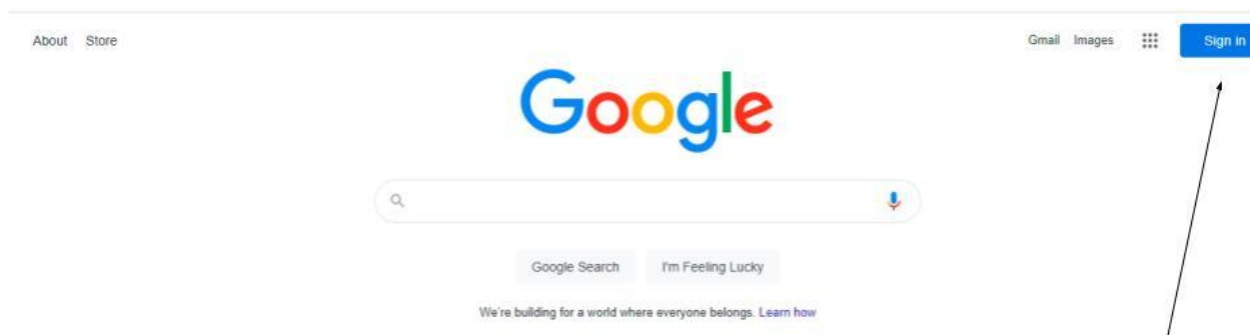 About Store
Gmail Images
Sign in
Google
Google Search
I'm Feeling Lucky
We're building for a world where everyone belongs. Learn how